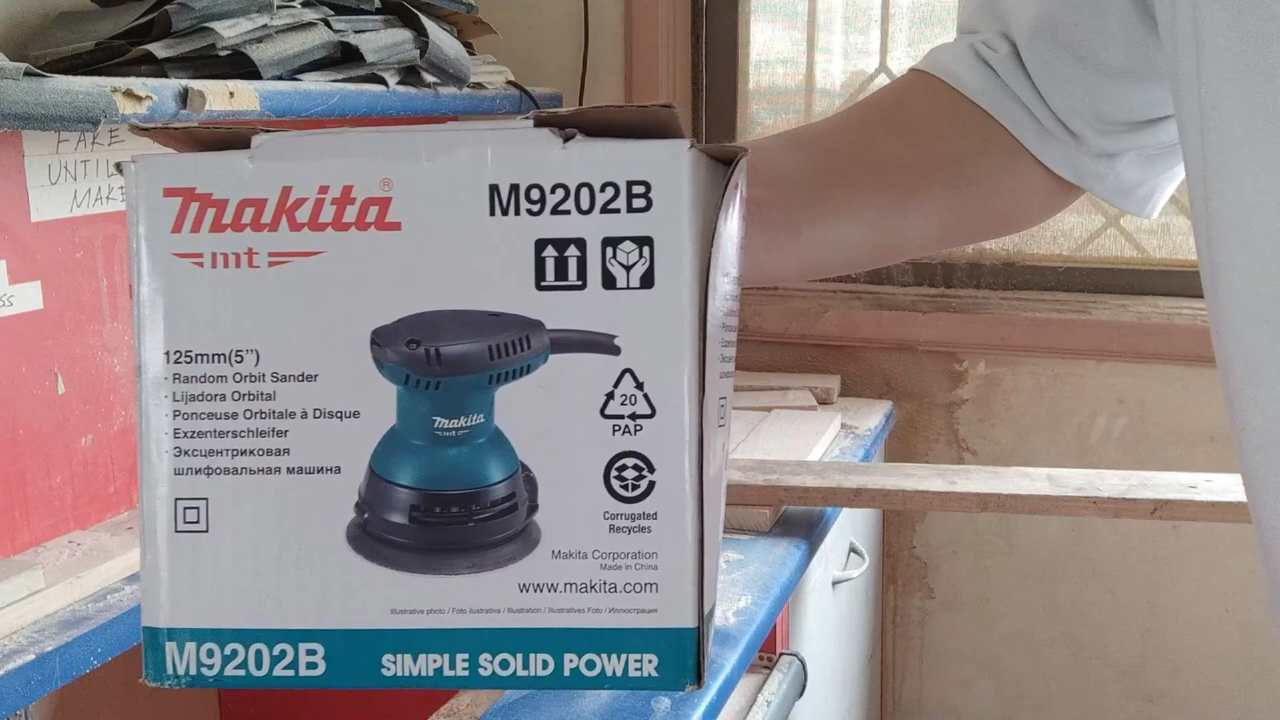 FAKE
UNTIL
MAKE
SS
Makita®
mt
M9202B
125mm(5”)
· Random Orbit Sander
· Lijadora Orbital
· Ponceuse Orbitale à Disque
· Exzenterschleifer
· Эксцентриковая
шлифовальная машина
Makita
mt
20
PAP
Corrugated
Recycles
Makita Corporation
Made In China
www.makita.com
Illustrative photo / Foto ilustrativa / Illustration / Illustratives Foto / Иллюстрация
M9202B SIMPLE SOLID POWER